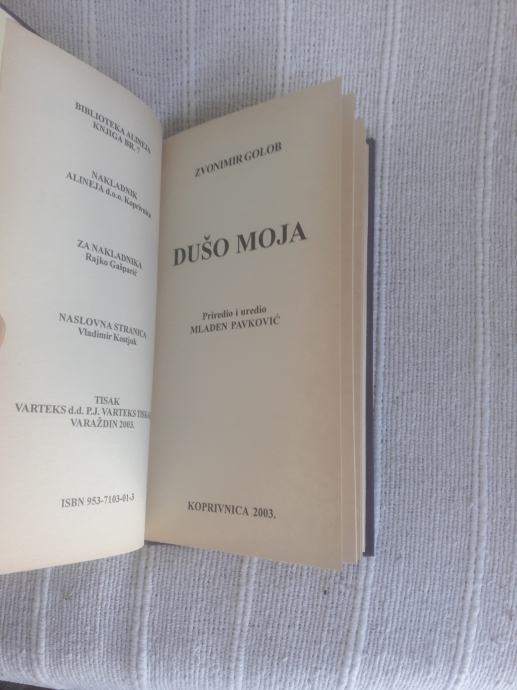 BIBLIOTEKA ALINEJA
KNJIGA BR. 7
NAKLADNIK
ALINEJA d.o.o. Koprivnica
ZA NAKLADNIKA
Rajko Gašparić
NASLOVNA STRANICA
Vladimir Kostjuk
TISAK
VARTEKS d.d. P.J. VARTEKS TISKARA
VARAŽDIN 2003.
ISBN 953-7103-01-3
ZVONIMIR GOLOB
DUŠO MOJA
Priredio i uredio
MLADEN PAVKOVIĆ
KOPRIVNICA 2003.